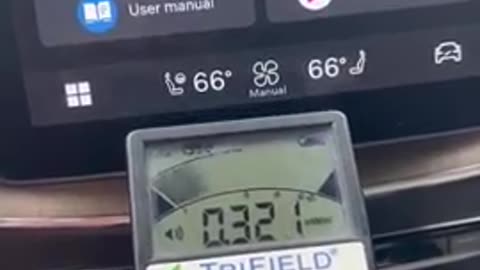 User manual
66° 66°
Manual
0.321
TRIFIELD®